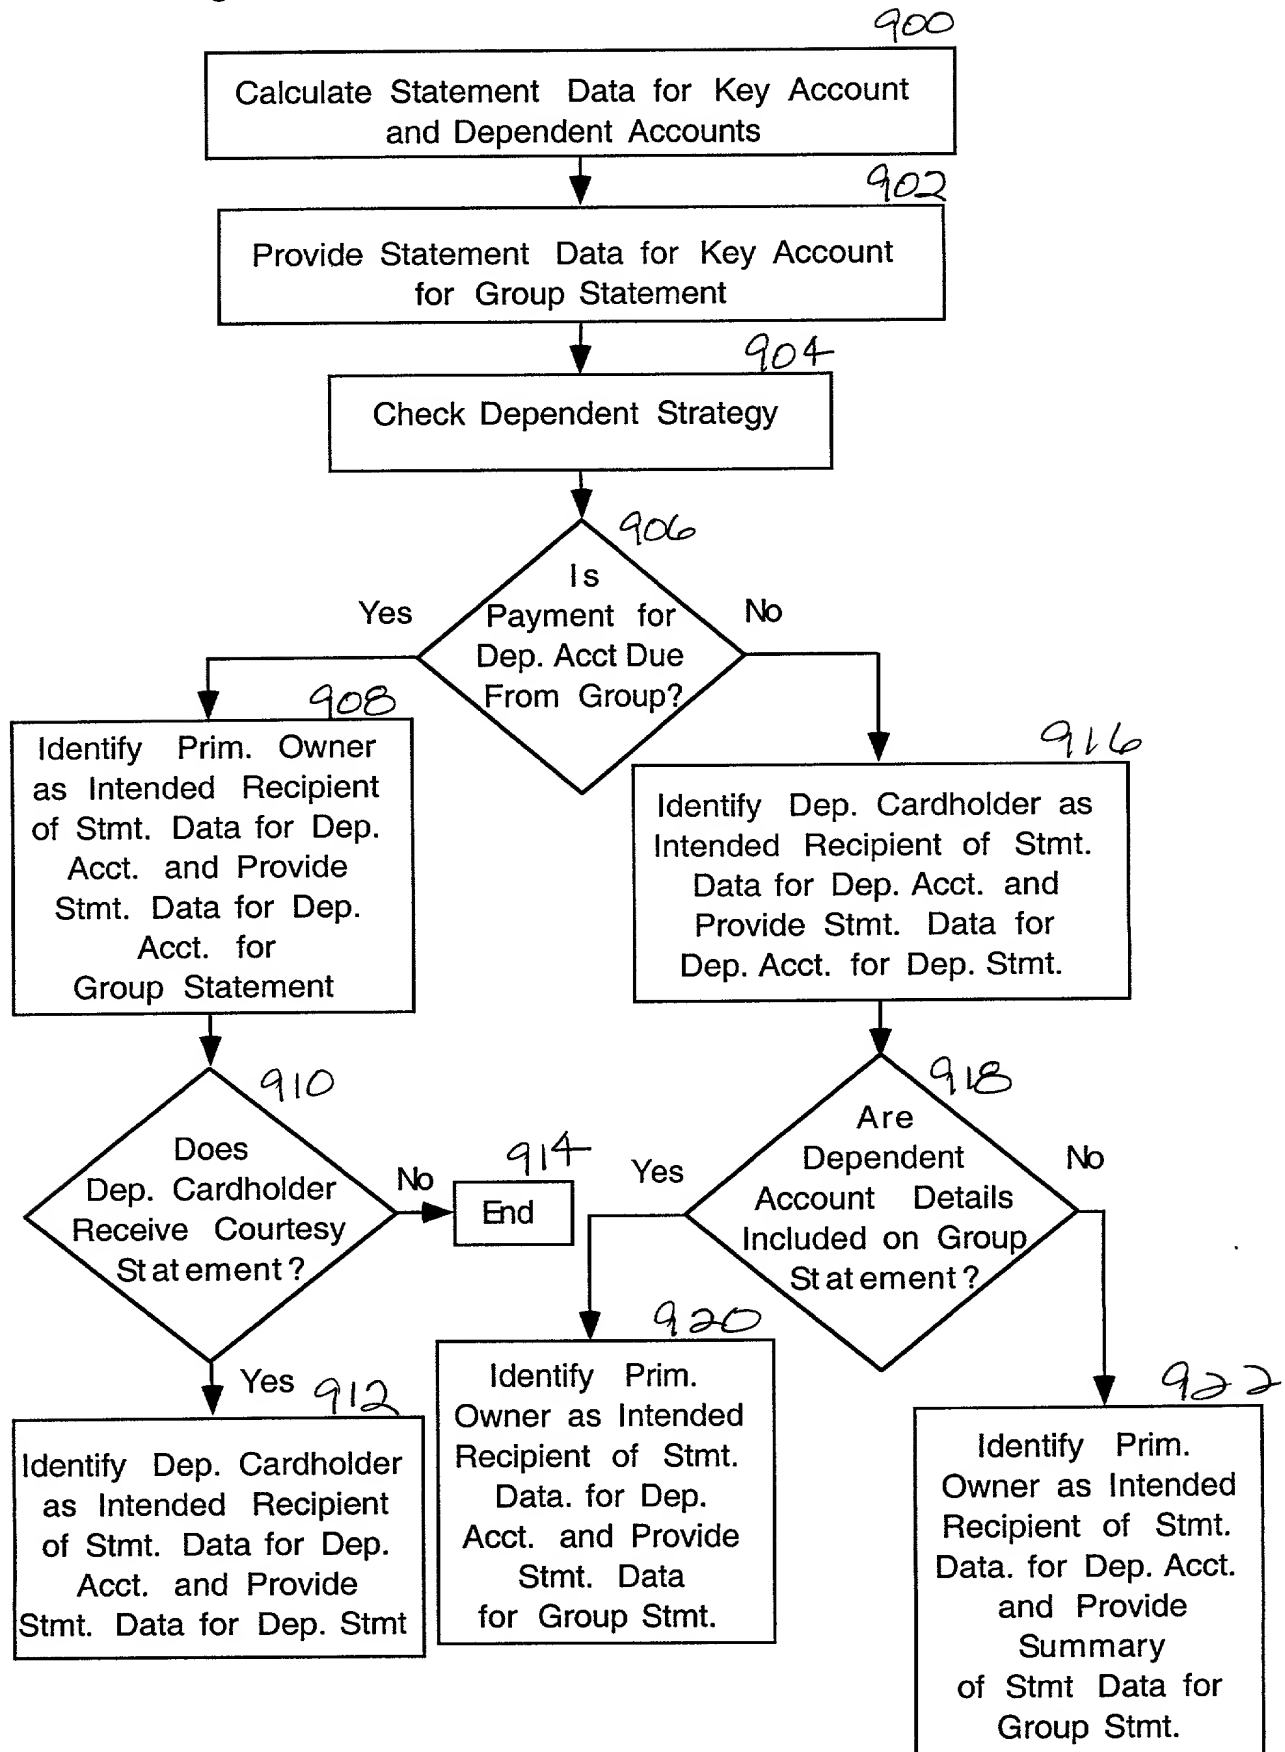 900
Calculate Statement Data for Key Account
and Dependent Accounts
902
Provide Statement Data for Key Account
for Group Statement
904
Check Dependent Strategy
906
Is
Payment for
Dep. Acct Due
From Group?
Yes
No
908
Identify Prim. Owner
as Intended Recipient
of Stmt. Data for Dep.
Acct. and Provide
Stmt. Data for Dep.
Acct. for
Group Statement
916
Identify Dep. Cardholder as
Intended Recipient of Stmt.
Data for Dep. Acct. and
Provide Stmt. Data for
Dep. Acct. for Dep. Stmt.
910
Does
Dep. Cardholder
Receive Courtesy
Statement?
No
914
End
Yes
912
Identify Dep. Cardholder
as Intended Recipient
of Stmt. Data for Dep.
Acct. and Provide
Stmt. Data for Dep. Stmt
918
Are
Dependent
Account Details
Included on Group
Statement?
Yes
No
920
Identify Prim.
Owner as Intended
Recipient of Stmt.
Data. for Dep.
Acct. and Provide
Stmt. Data
for Group Stmt.
922
Identify Prim.
Owner as Intended
Recipient of Stmt.
Data. for Dep. Acct.
and Provide
Summary
of Stmt Data for
Group Stmt.